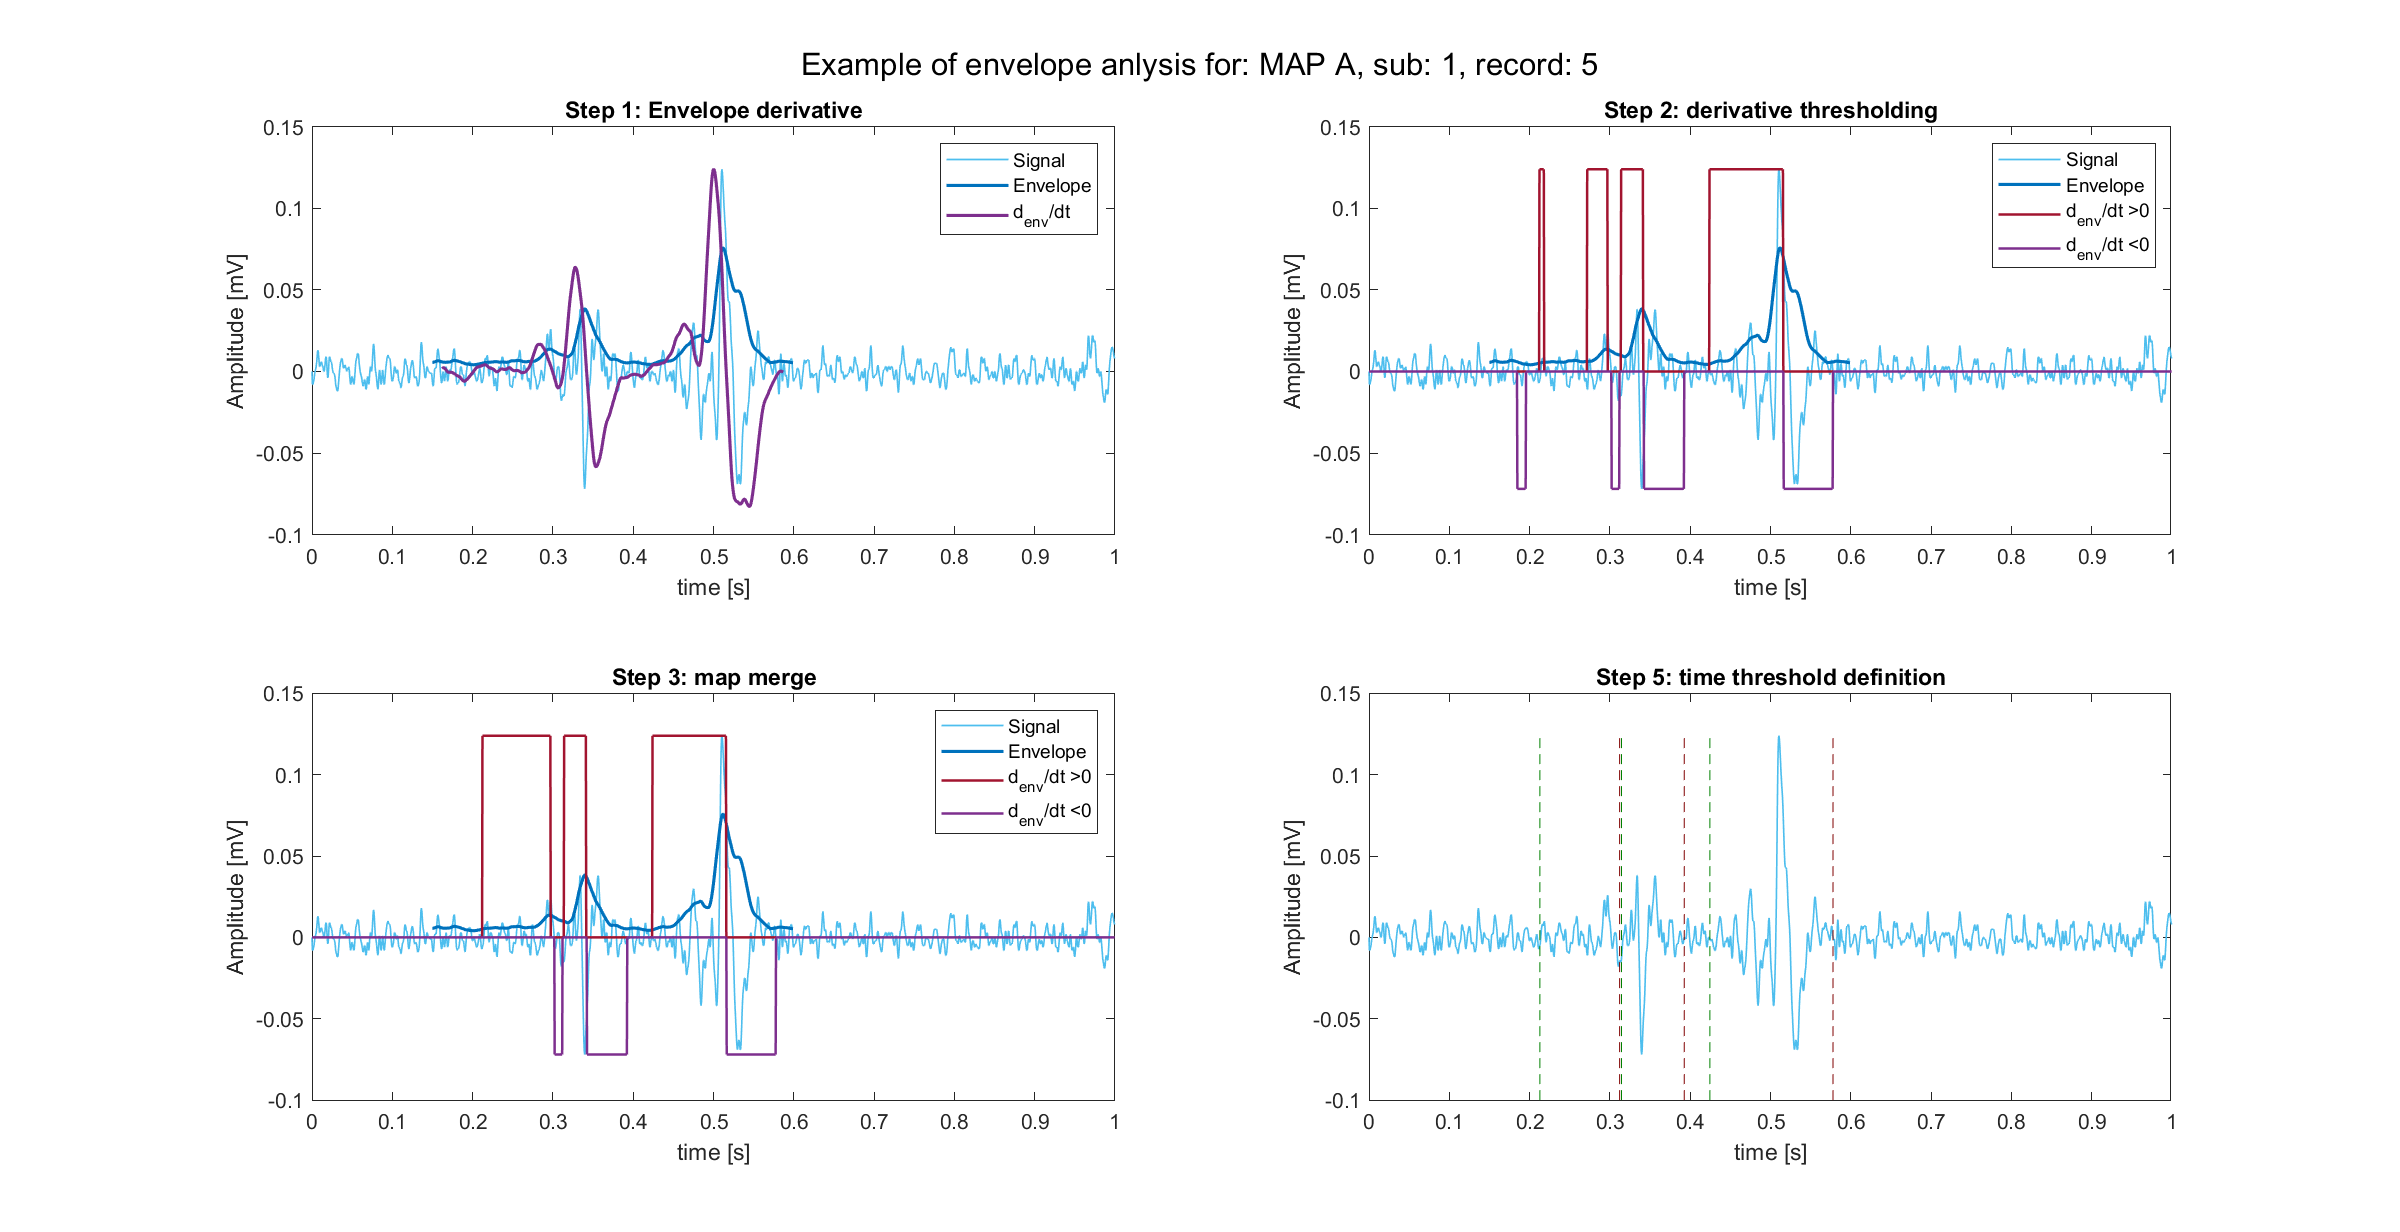 Example of envelope anlysis for: MAP A, sub: 1, record: 5
Step 1: Envelope derivative
0.15
0.1
0.05
0
-0.05
-0.1
Amplitude [mV]
0 0.1 0.2 0.3 0.4 0.5 0.6 0.7 0.8 0.9 1
time [s]
Signal
Envelope
d_env/dt
Step 2: derivative thresholding
0.15
0.1
0.05
0
-0.05
-0.1
Amplitude [mV]
0 0.1 0.2 0.3 0.4 0.5 0.6 0.7 0.8 0.9 1
time [s]
Signal
Envelope
d_env/dt >0
d_env/dt <0
Step 3: map merge
0.15
0.1
0.05
0
-0.05
-0.1
Amplitude [mV]
0 0.1 0.2 0.3 0.4 0.5 0.6 0.7 0.8 0.9 1
time [s]
Signal
Envelope
d_env/dt >0
d_env/dt <0
Step 5: time threshold definition
0.15
0.1
0.05
0
-0.05
-0.1
Amplitude [mV]
0 0.1 0.2 0.3 0.4 0.5 0.6 0.7 0.8 0.9 1
time [s]